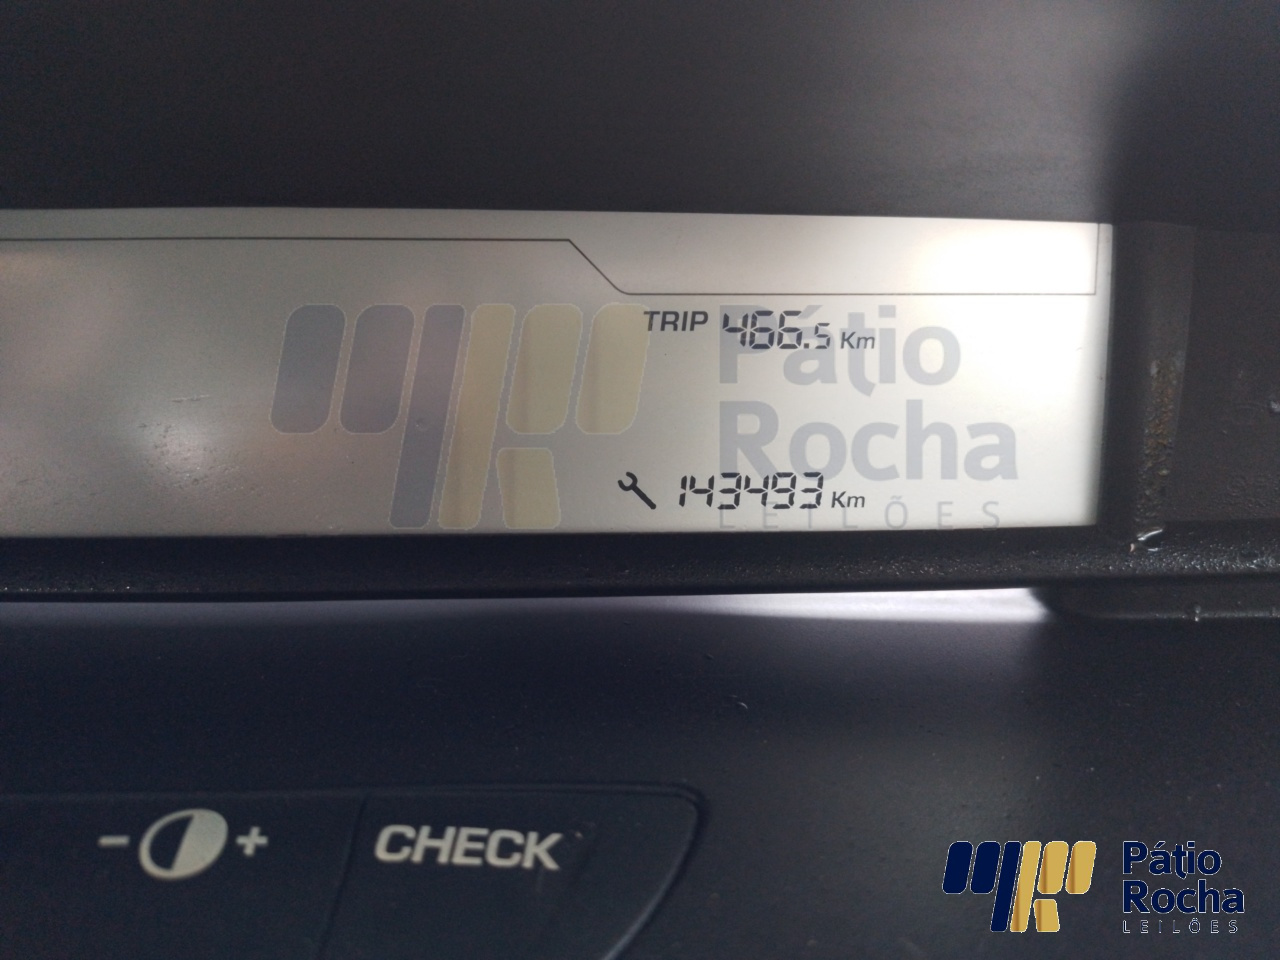 TRIP 466.5 Km
Pátio
Rocha
LEILÕES
143493 Km
- +
CHECK
Pátio
Rocha
LEILÕES